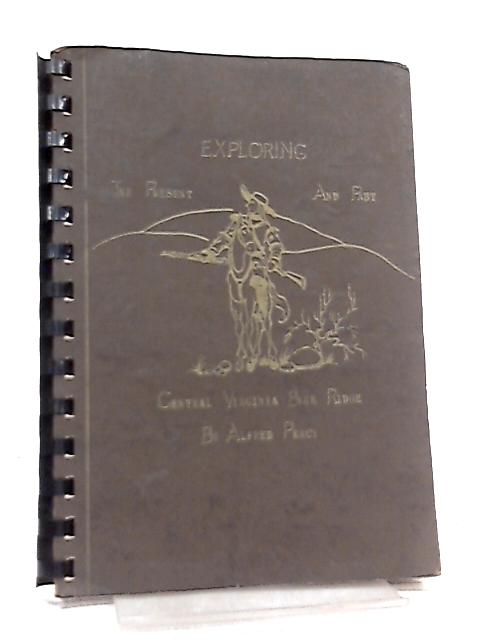 EXPLORING
THE PRESENT AND PAST
CENTRAL VIRGINIA BLUE RIDGE
BY ALFRED PERCY